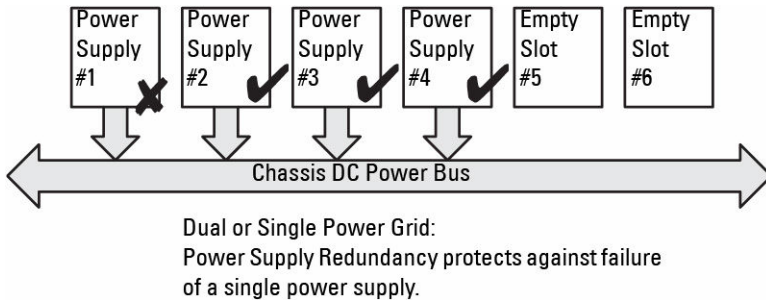 Power Supply #1
Power Supply #2
Power Supply #3
Power Supply #4
Empty Slot #5
Empty Slot #6
Chassis DC Power Bus
Dual or Single Power Grid:
Power Supply Redundancy protects against failure
of a single power supply.